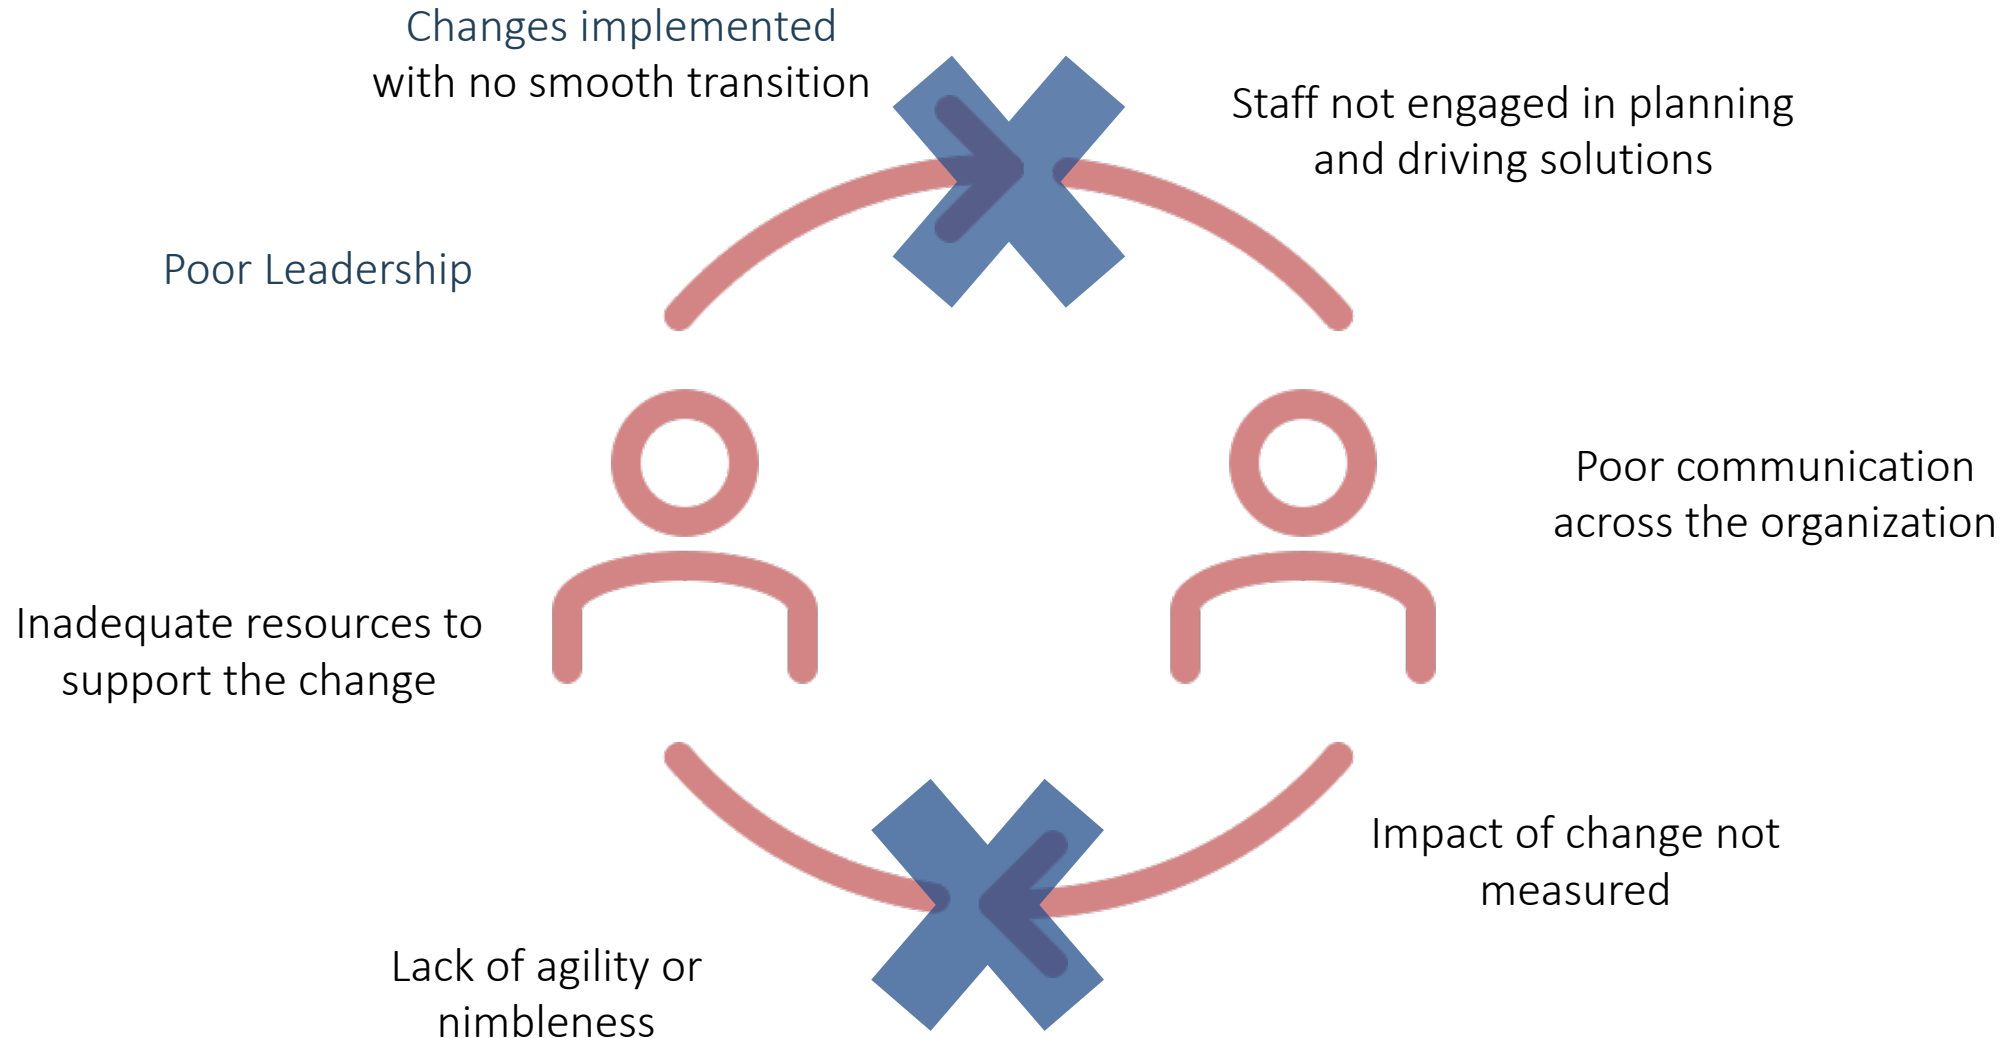 Changes implemented
with no smooth transition
Staff not engaged in planning
and driving solutions
Poor Leadership
Poor communication
across the organization
Inadequate resources to
support the change
Impact of change not
measured
Lack of agility or
nimbleness